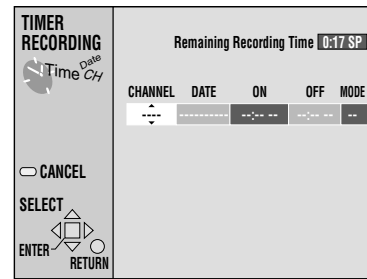 TIMER
RECORDING
Time Date
CH
Remaining Recording Time 0:17 SP
CHANNEL DATE ON OFF MODE
---- ---------- --:-- -- --:-- -- --
CANCEL
SELECT
ENTER
RETURN